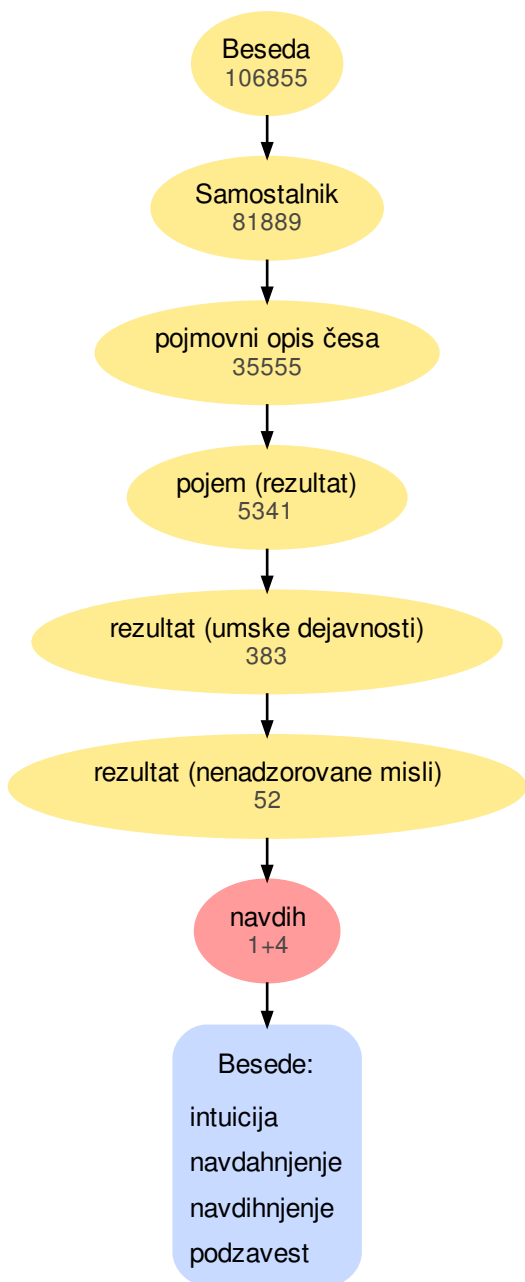 Beseda
106855
Samostalnik
81889
pojmovni opis česa
35555
pojem (rezultat)
5341
rezultat (umske dejavnosti)
383
rezultat (nenadzorovane misli)
52
navdih
1+4
Besede:
intuicija
navdahnjenje
navdihnjenje
podzavest